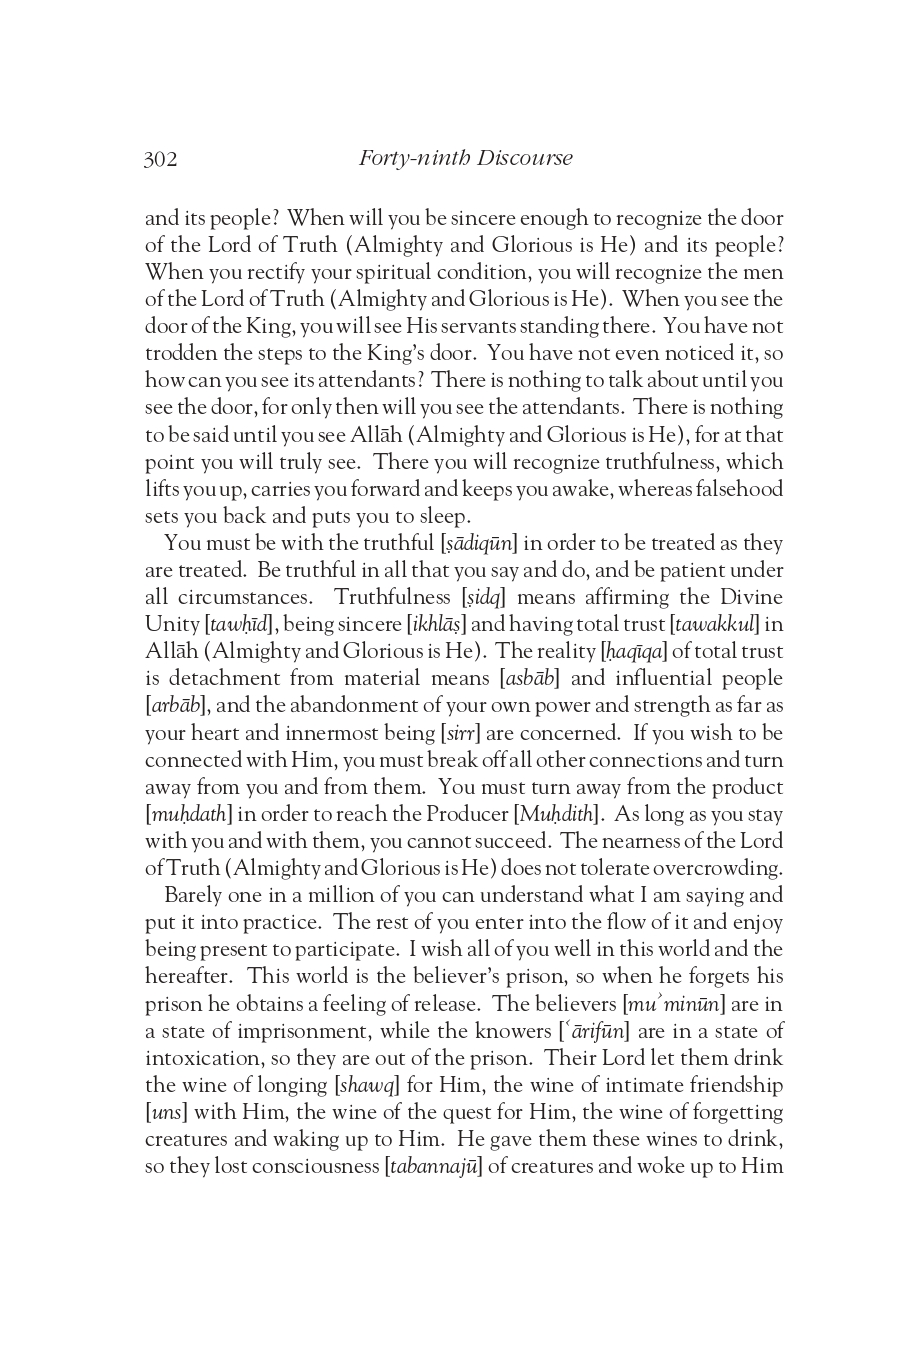 302
Forty-ninth Discourse
and its people? When will you be sincere enough to recognize the door
of the Lord of Truth (Almighty and Glorious is He) and its people?
When you rectify your spiritual condition, you will recognize the men
of the Lord of Truth (Almighty and Glorious is He). When you see the
door of the King, you will see His servants standing there. You have not
trodden the steps to the King’s door. You have not even noticed it, so
how can you see its attendants? There is nothing to talk about until you
see the door, for only then will you see the attendants. There is nothing
to be said until you see Allāh (Almighty and Glorious is He), for at that
point you will truly see. There you will recognize truthfulness, which
lifts you up, carries you forward and keeps you awake, whereas falsehood
sets you back and puts you to sleep.
You must be with the truthful [ṣādiqūn] in order to be treated as they
are treated. Be truthful in all that you say and do, and be patient under
all circumstances. Truthfulness [ṣidq] means affirming the Divine
Unity [tawḥīd], being sincere [ikhlāṣ] and having total trust [tawakkul] in
Allāh (Almighty and Glorious is He). The reality [ḥaqīqa] of total trust
is detachment from material means [asbāb] and influential people
[arbāb], and the abandonment of your own power and strength as far as
your heart and innermost being [sirr] are concerned. If you wish to be
connected with Him, you must break off all other connections and turn
away from you and from them. You must turn away from the product
[muḥdath] in order to reach the Producer [Muḥdith]. As long as you stay
with you and with them, you cannot succeed. The nearness of the Lord
of Truth (Almighty and Glorious is He) does not tolerate overcrowding.
Barely one in a million of you can understand what I am saying and
put it into practice. The rest of you enter into the flow of it and enjoy
being present to participate. I wish all of you well in this world and the
hereafter. This world is the believer’s prison, so when he forgets his
prison he obtains a feeling of release. The believers [muʾminūn] are in
a state of imprisonment, while the knowers [ʿārifūn] are in a state of
intoxication, so they are out of the prison. Their Lord let them drink
the wine of longing [shawq] for Him, the wine of intimate friendship
[uns] with Him, the wine of the quest for Him, the wine of forgetting
creatures and waking up to Him. He gave them these wines to drink,
so they lost consciousness [tabannajū] of creatures and woke up to Him